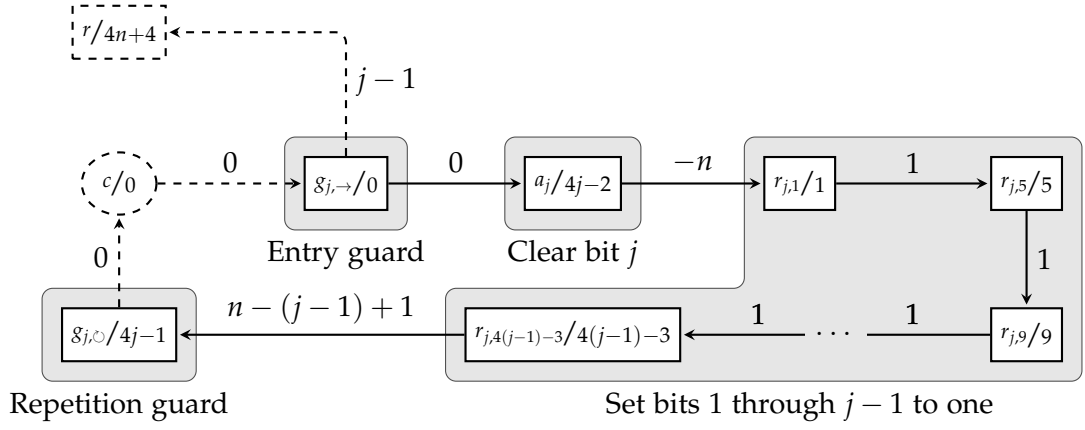 r/4n+4
j − 1
c/0
0
g_{j,→}/0
0
a_j/4j−2
−n
r_{j,1}/1
1
r_{j,5}/5
Entry guard
Clear bit j
0
1
g_{j,↻}/4j−1
n − (j − 1) + 1
r_{j,4(j−1)−3}/4(j−1)−3
1
· · ·
1
r_{j,9}/9
Repetition guard
Set bits 1 through j − 1 to one